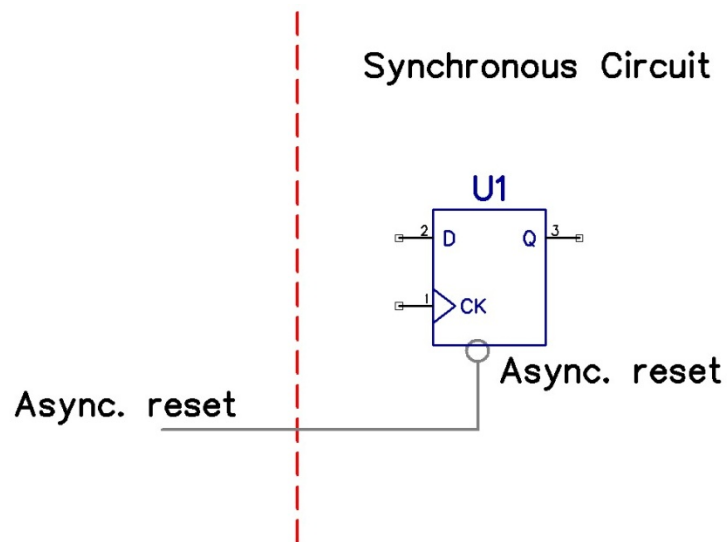 Synchronous Circuit
U1
2 D Q 3
1 CK
Async. reset
Async. reset